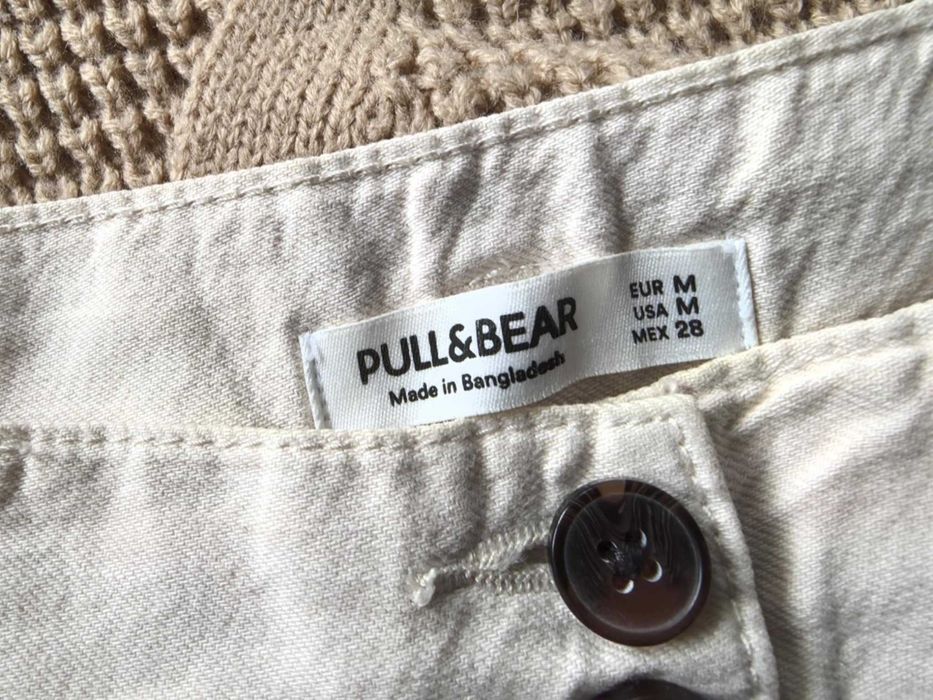 PULL&BEAR
Made in Bangladesh
EUR M
USA M
MEX 28